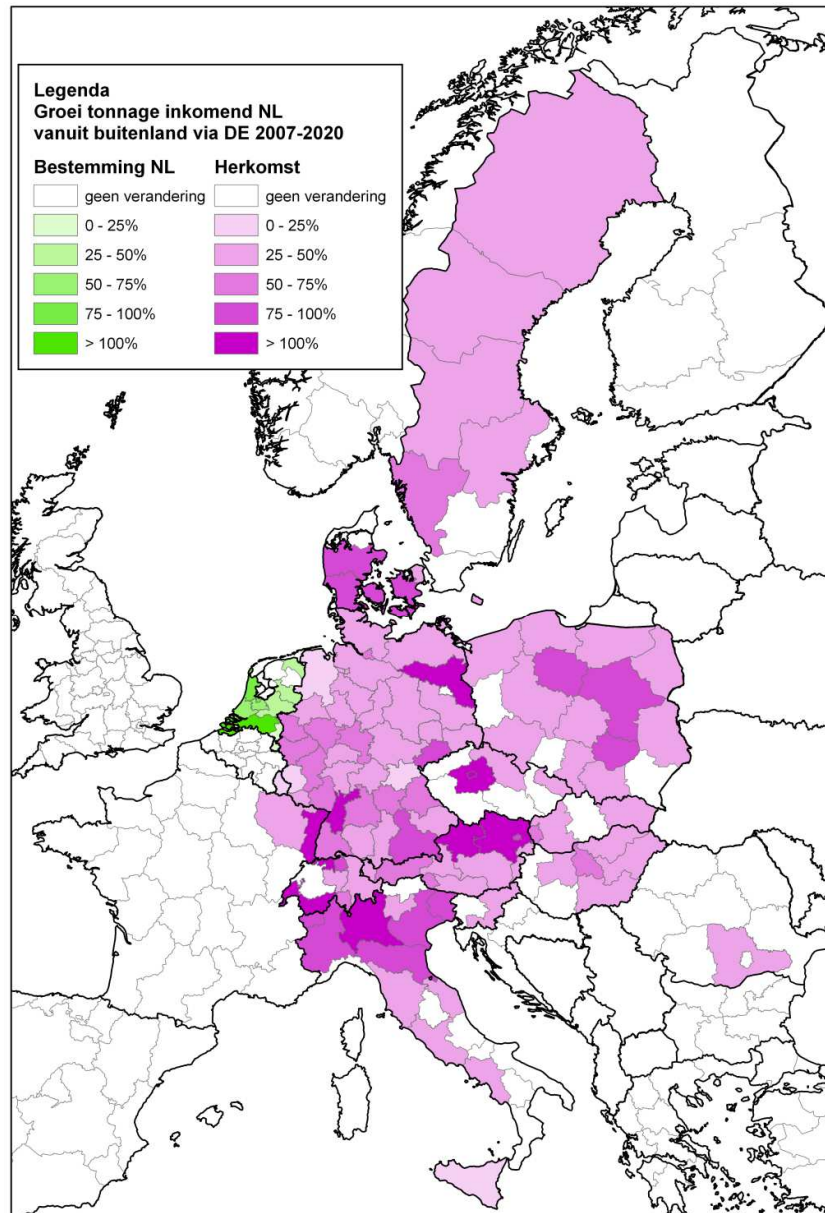 Legenda
Groei tonnage inkomend NL
vanuit buitenland via DE 2007-2020
Bestemming NL
geen verandering
0 - 25%
25 - 50%
50 - 75%
75 - 100%
> 100%
Herkomst
geen verandering
0 - 25%
25 - 50%
50 - 75%
75 - 100%
> 100%